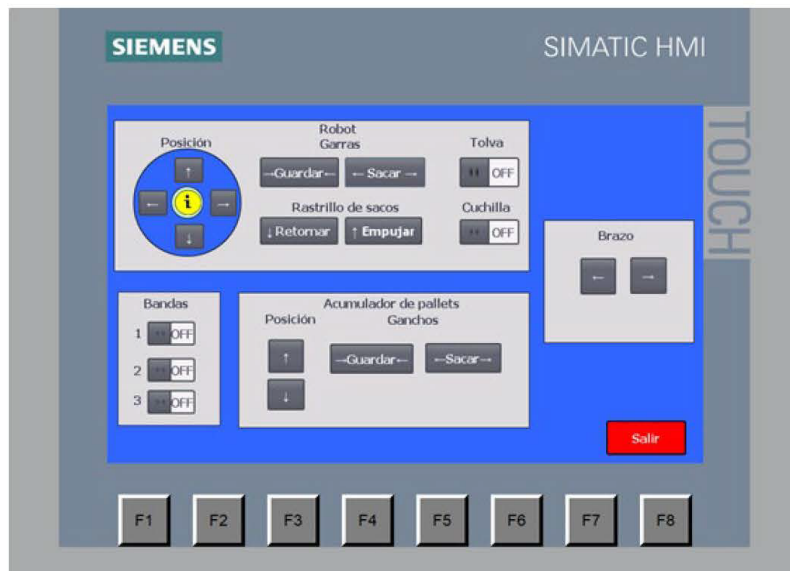 SIEMENS
SIMATIC HMI
TOUCH
Robot
Posición
Garras
Tolva
→Guardar←
← Sacar →
OFF
i
Rastrillo de sacos
Cuchilla
↓Retornar
↑ Empujar
OFF
Brazo
← →
Bandas
1 OFF
2 OFF
3 OFF
Acumulador de pallets
Posición
Ganchos
→Guardar←
←Sacar→
Salir
F1 F2 F3 F4 F5 F6 F7 F8